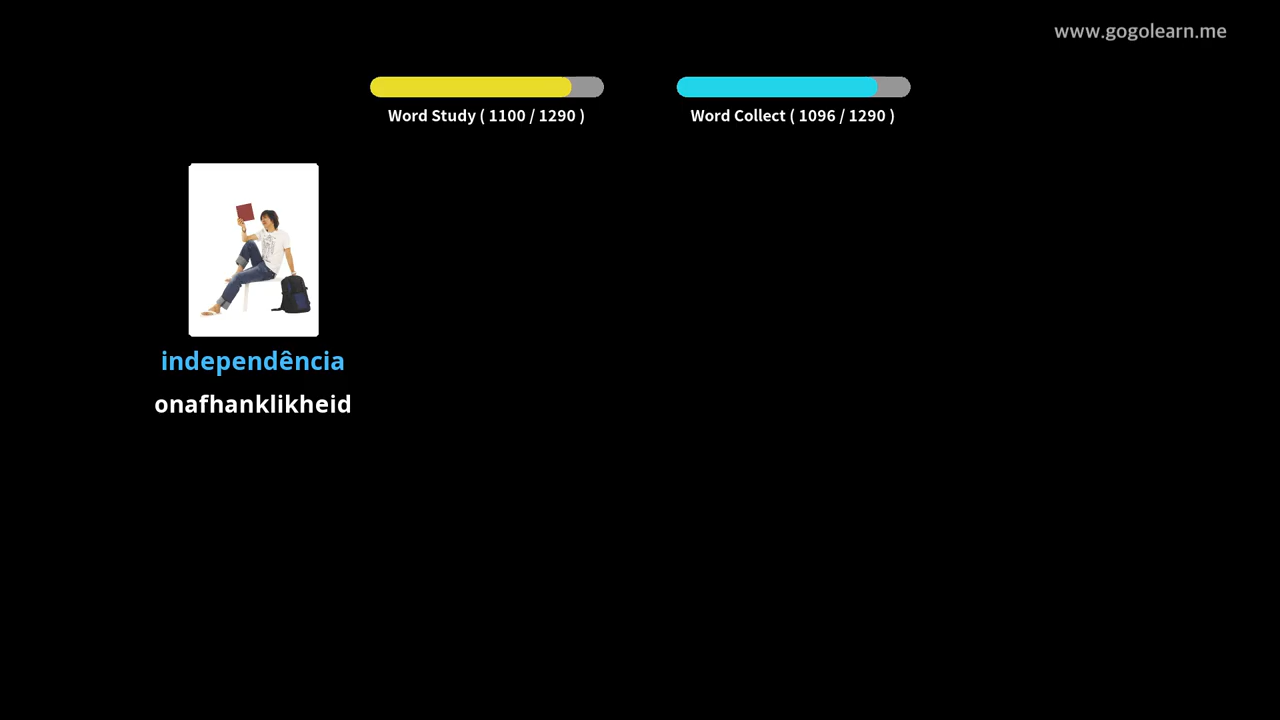 www.gogolearn.me
Word Study ( 1100 / 1290 )
Word Collect ( 1096 / 1290 )
independência
onafhanklikheid